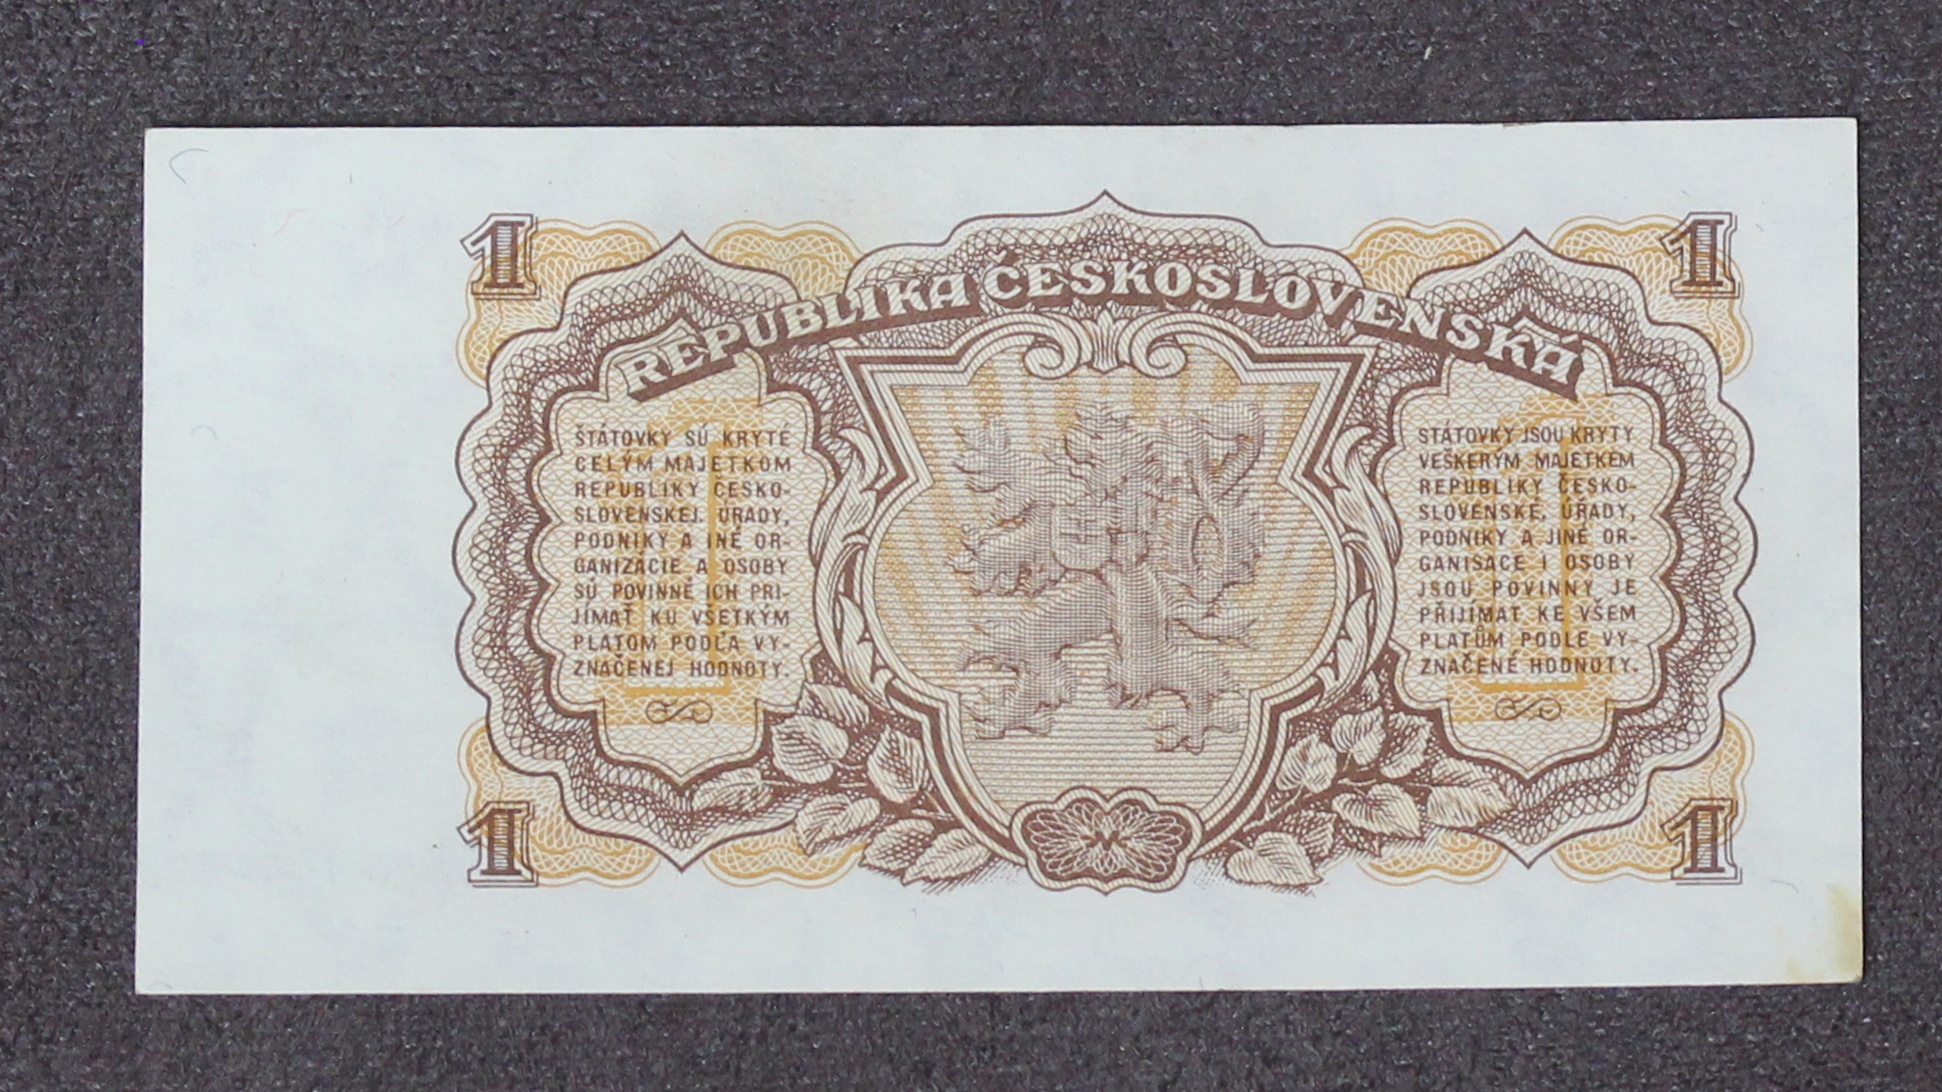 1
1
REPUBLIKA ČESKOSLOVENSKÁ
ŠTÁTOVKY SÚ KRYTÉ
CELÝM MAJETKOM
REPUBLIKY ČESKO-
SLOVENSKEJ. ÚRADY,
PODNIKY A INÉ OR-
GANIZÁCIE A OSOBY
SÚ POVINNÉ ICH PRI-
JÍMAŤ KU VŠETKÝM
PLATOM PODĽA VY-
ZNAČENEJ HODNOTY.
1
STÁTOVKY JSOU KRYTY
VEŠKERÝM MAJETKEM
REPUBLIKY ČESKO-
SLOVENSKÉ. ÚŘADY,
PODNIKY A JINÉ OR-
GANISACE I OSOBY
JSOU POVINNY JE
PŘIJÍMAT KE VŠEM
PLATŮM PODLE VY-
ZNAČENÉ HODNOTY.
1
1
1